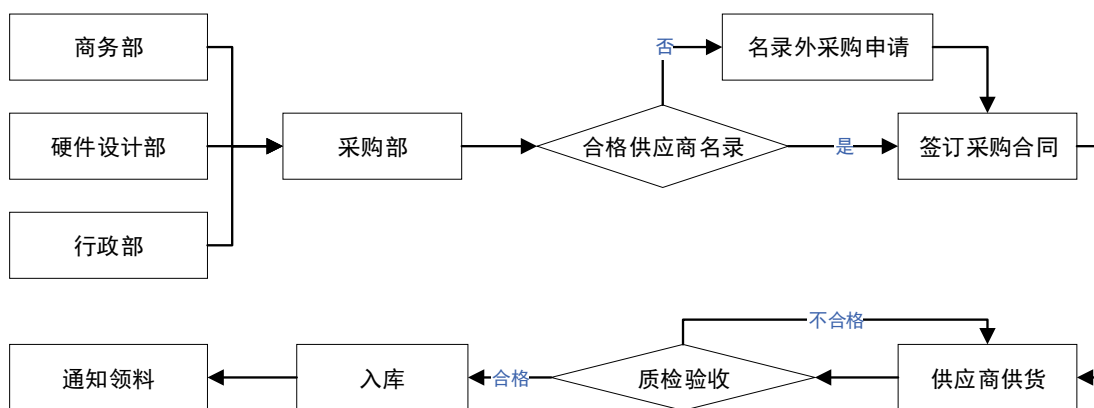 商务部
否
名录外采购申请
硬件设计部
采购部
合格供应商名录
是
签订采购合同
行政部
不合格
通知领料
入库
合格
质检验收
供应商供货